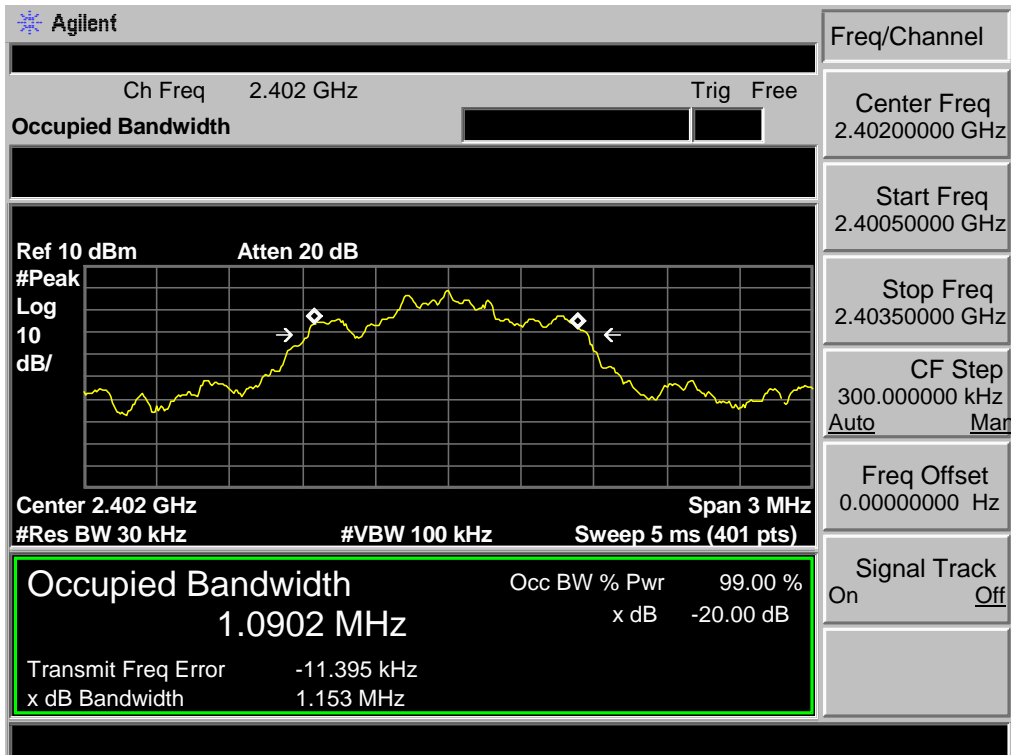 Agilent
Freq/Channel
Ch Freq 2.402 GHz Trig Free
Occupied Bandwidth
Center Freq
2.40200000 GHz
Start Freq
2.40050000 GHz
Ref 10 dBm Atten 20 dB
#Peak
Log
10
dB/
Stop Freq
2.40350000 GHz
CF Step
300.000000 kHz
Auto Man
Center 2.402 GHz Span 3 MHz
#Res BW 30 kHz #VBW 100 kHz Sweep 5 ms (401 pts)
Freq Offset
0.00000000 Hz
Occupied Bandwidth Occ BW % Pwr 99.00 %
1.0902 MHz x dB -20.00 dB
Signal Track
On Off
Transmit Freq Error -11.395 kHz
x dB Bandwidth 1.153 MHz